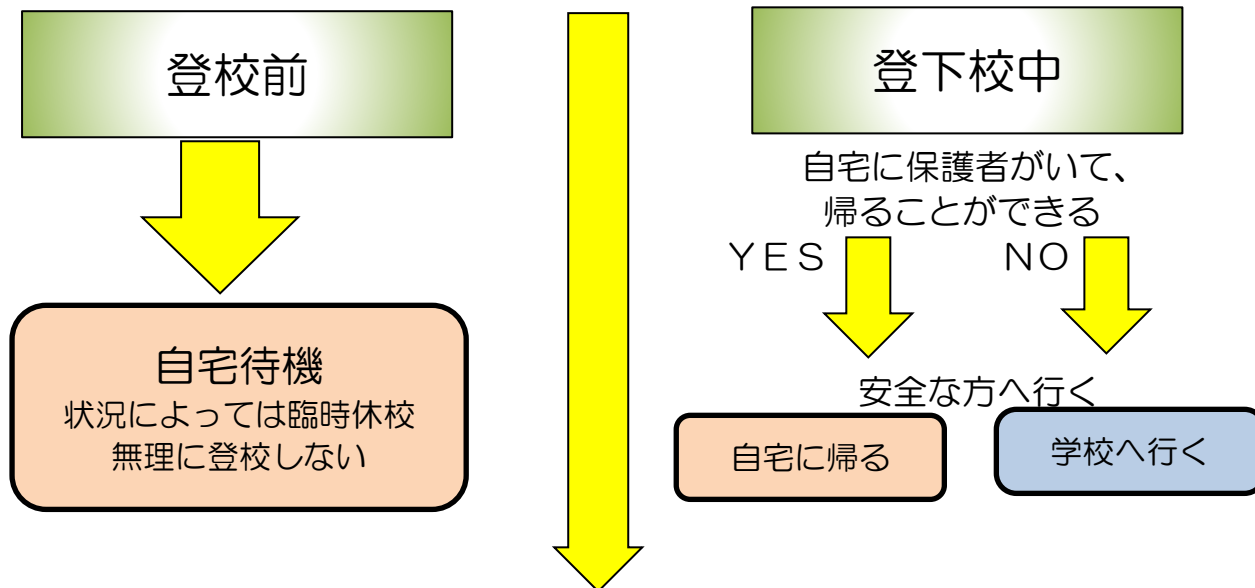 登校前
自宅待機
状況によっては臨時休校
無理に登校しない
登下校中
自宅に保護者がいて、
帰ることができる
ＹＥＳ
ＮＯ
安全な方へ行く
自宅に帰る
学校へ行く